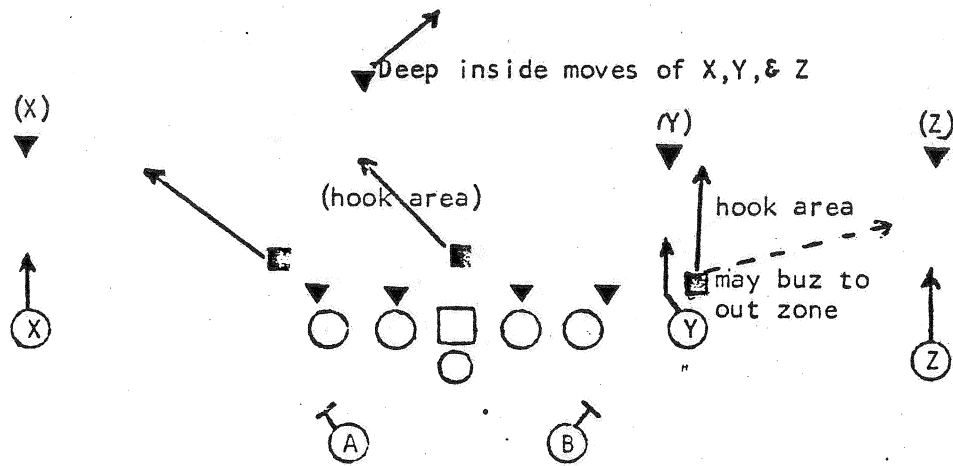 Deep inside moves of X,Y,& Z
(X)
(Y)
(Z)
(hook area)
hook area
may buz to
out zone
X
Y
Z
A
B